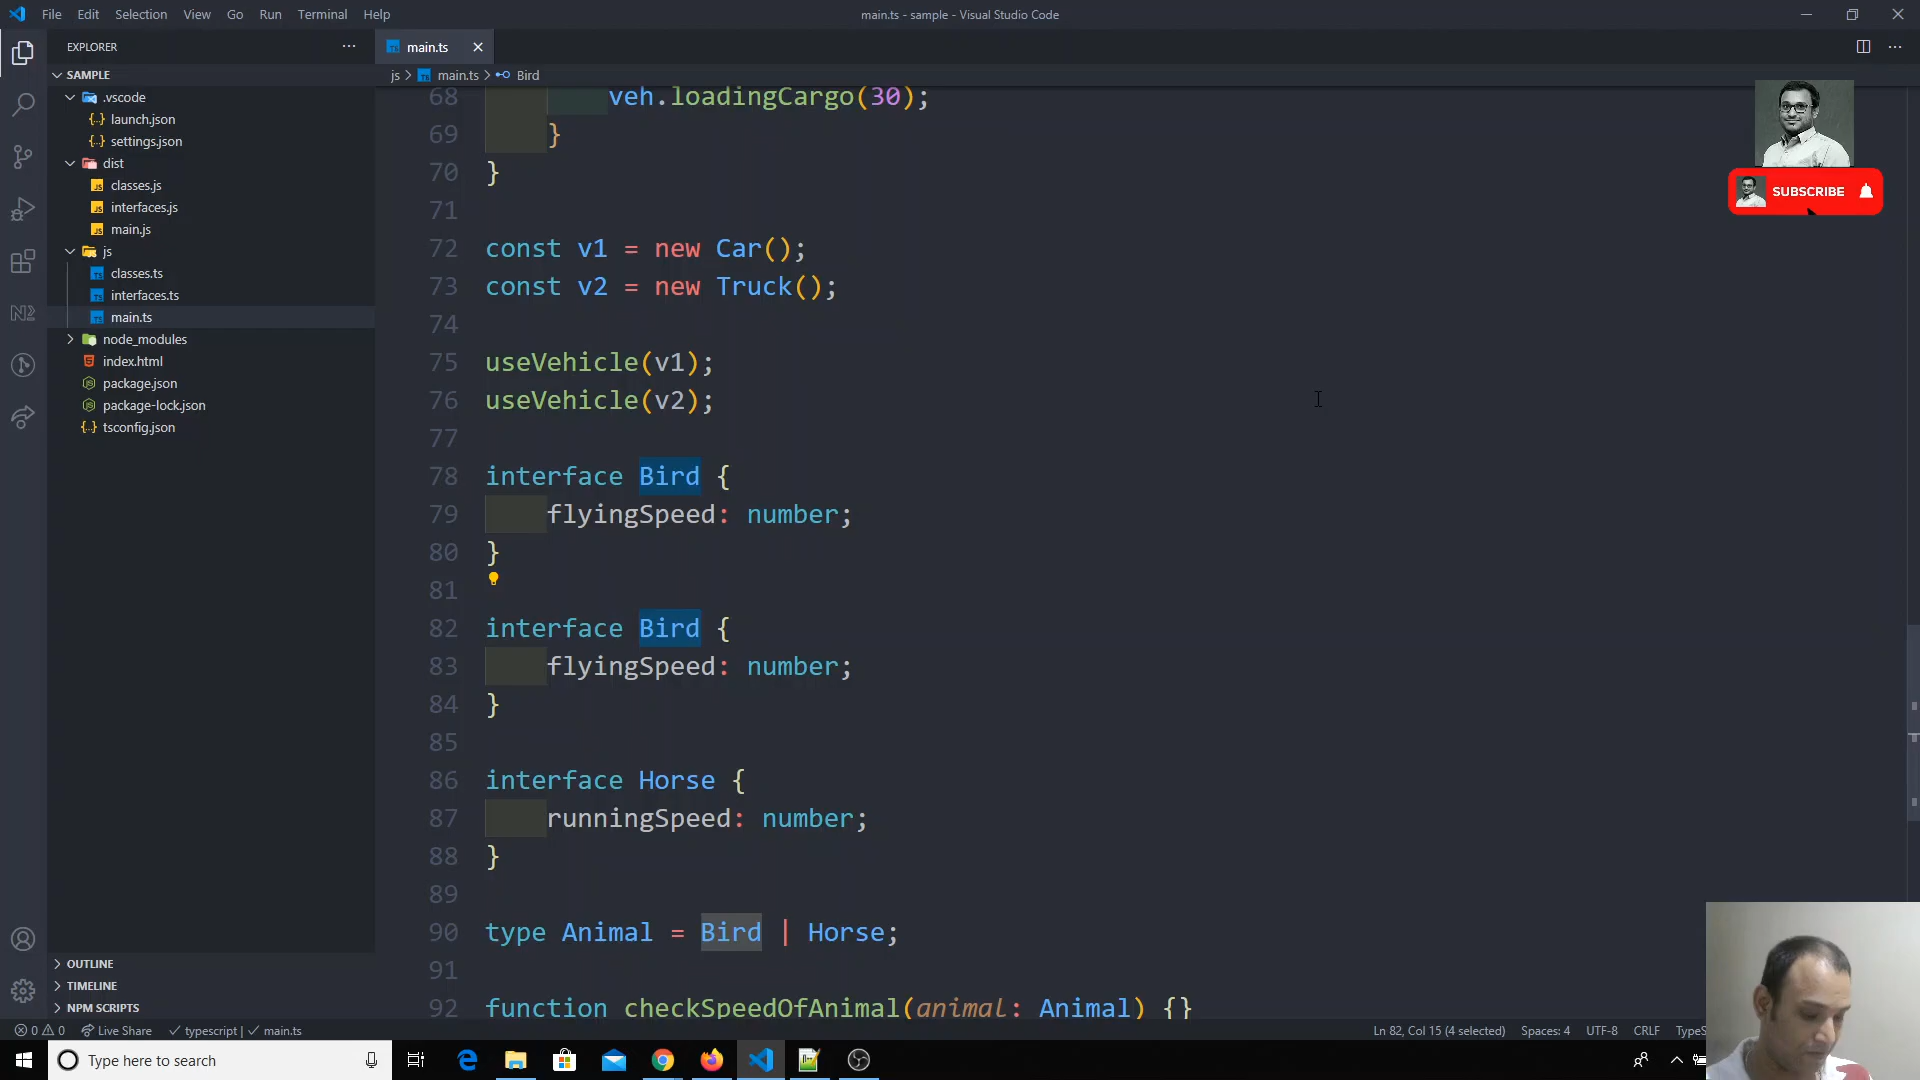 File Edit Selection View Go Run Terminal Help
main.ts - sample - Visual Studio Code
EXPLORER
main.ts
SAMPLE
js > main.ts > Bird
.vscode
launch.json
settings.json
dist
classes.js
interfaces.js
main.js
js
classes.ts
interfaces.ts
main.ts
node_modules
index.html
package.json
package-lock.json
tsconfig.json
OUTLINE
TIMELINE
NPM SCRIPTS
68 veh.loadingCargo(30);
69 }
70 }
71
72 const v1 = new Car();
73 const v2 = new Truck();
74
75 useVehicle(v1);
76 useVehicle(v2);
77
78 interface Bird {
79 flyingSpeed: number;
80 }
81
82 interface Bird {
83 flyingSpeed: number;
84 }
85
86 interface Horse {
87 runningSpeed: number;
88 }
89
90 type Animal = Bird | Horse;
91
92 function checkSpeedOfAnimal(animal: Animal) {}
SUBSCRIBE
0 0 Live Share typescript | main.ts
Ln 82, Col 15 (4 selected) Spaces: 4 UTF-8 CRLF TypeS
Type here to search